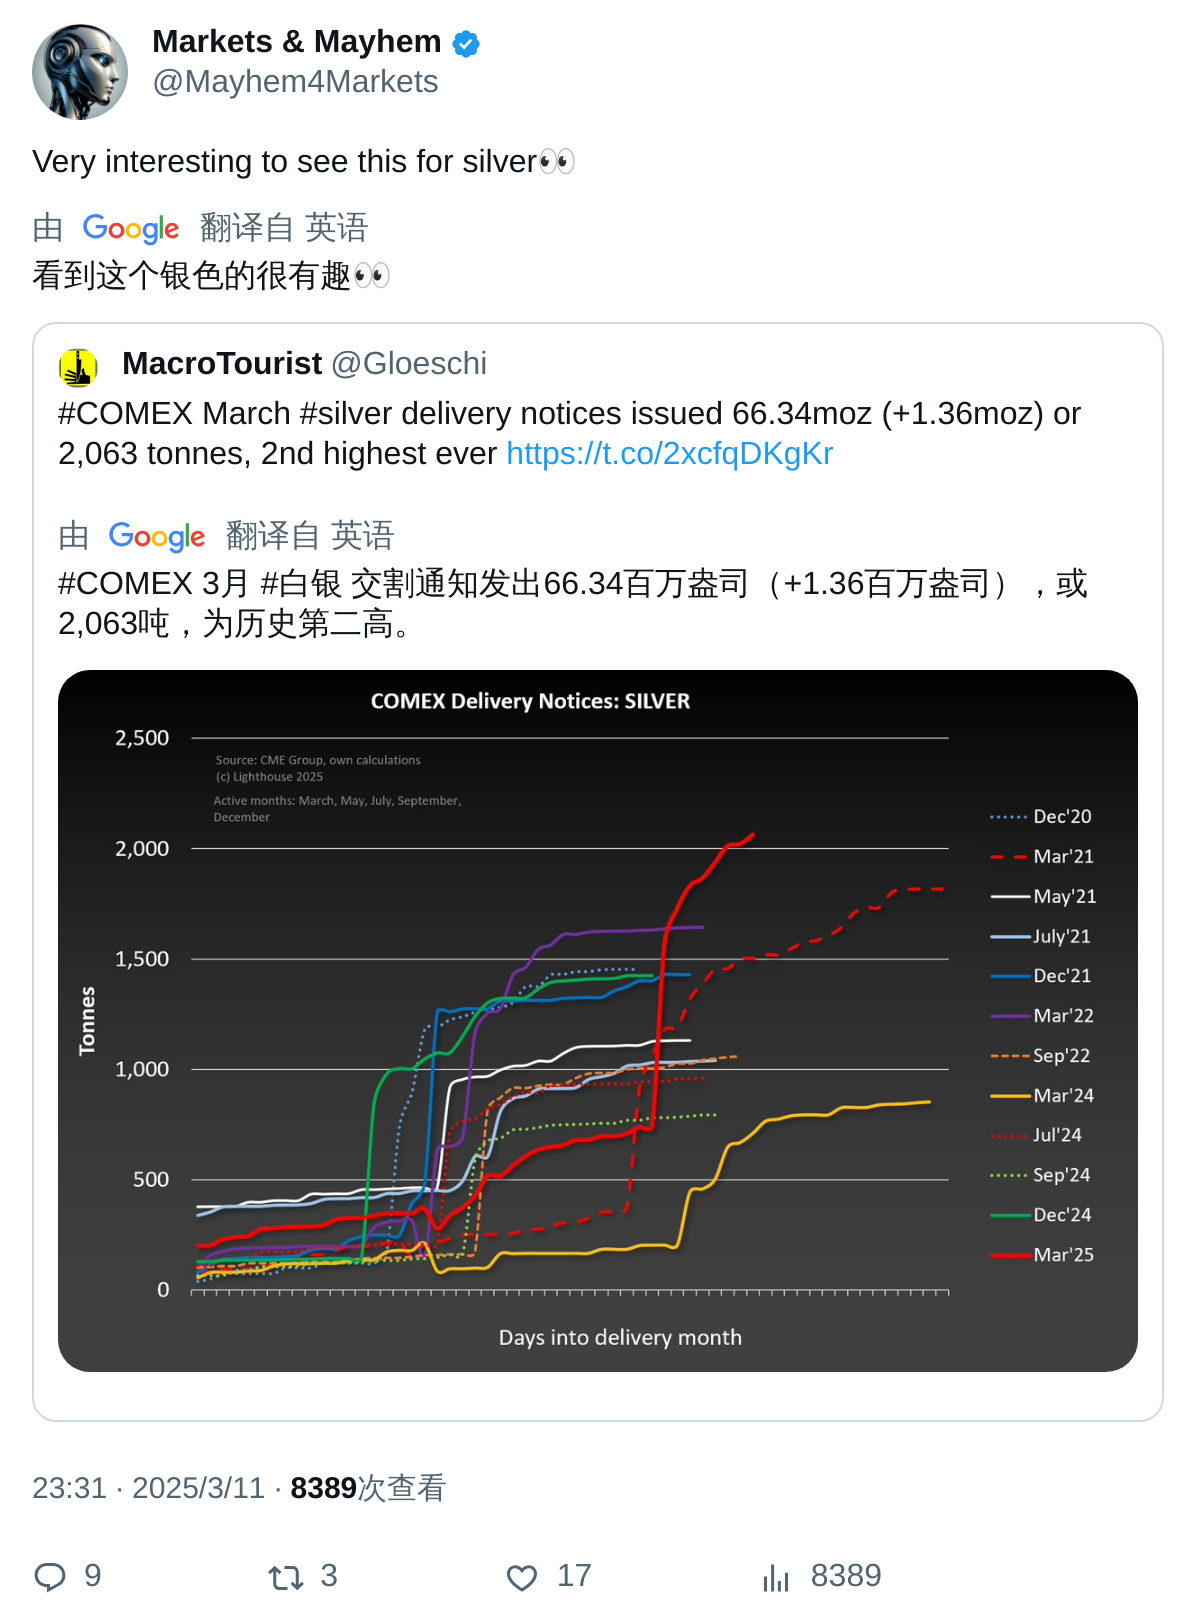 Markets & Mayhem
@Mayhem4Markets
Very interesting to see this for silver👀
由 Google 翻译自 英语
看到这个银色的很有趣👀
MacroTourist @Gloeschi
#COMEX March #silver delivery notices issued 66.34moz (+1.36moz) or
2,063 tonnes, 2nd highest ever https://t.co/2xcfqDKgKr
由 Google 翻译自 英语
#COMEX 3月 #白银 交割通知发出66.34百万盎司（+1.36百万盎司），或
2,063吨，为历史第二高。
COMEX Delivery Notices: SILVER
2,500
Source: CME Group, own calculations
(c) Lighthouse 2025
Active months: March, May, July, September,
December
2,000
1,500
1,000
500
0
Tonnes
Days into delivery month
Dec'20
Mar'21
May'21
July'21
Dec'21
Mar'22
Sep'22
Mar'24
Jul'24
Sep'24
Dec'24
Mar'25
23:31 · 2025/3/11 · 8389次查看
9 3 17 8389